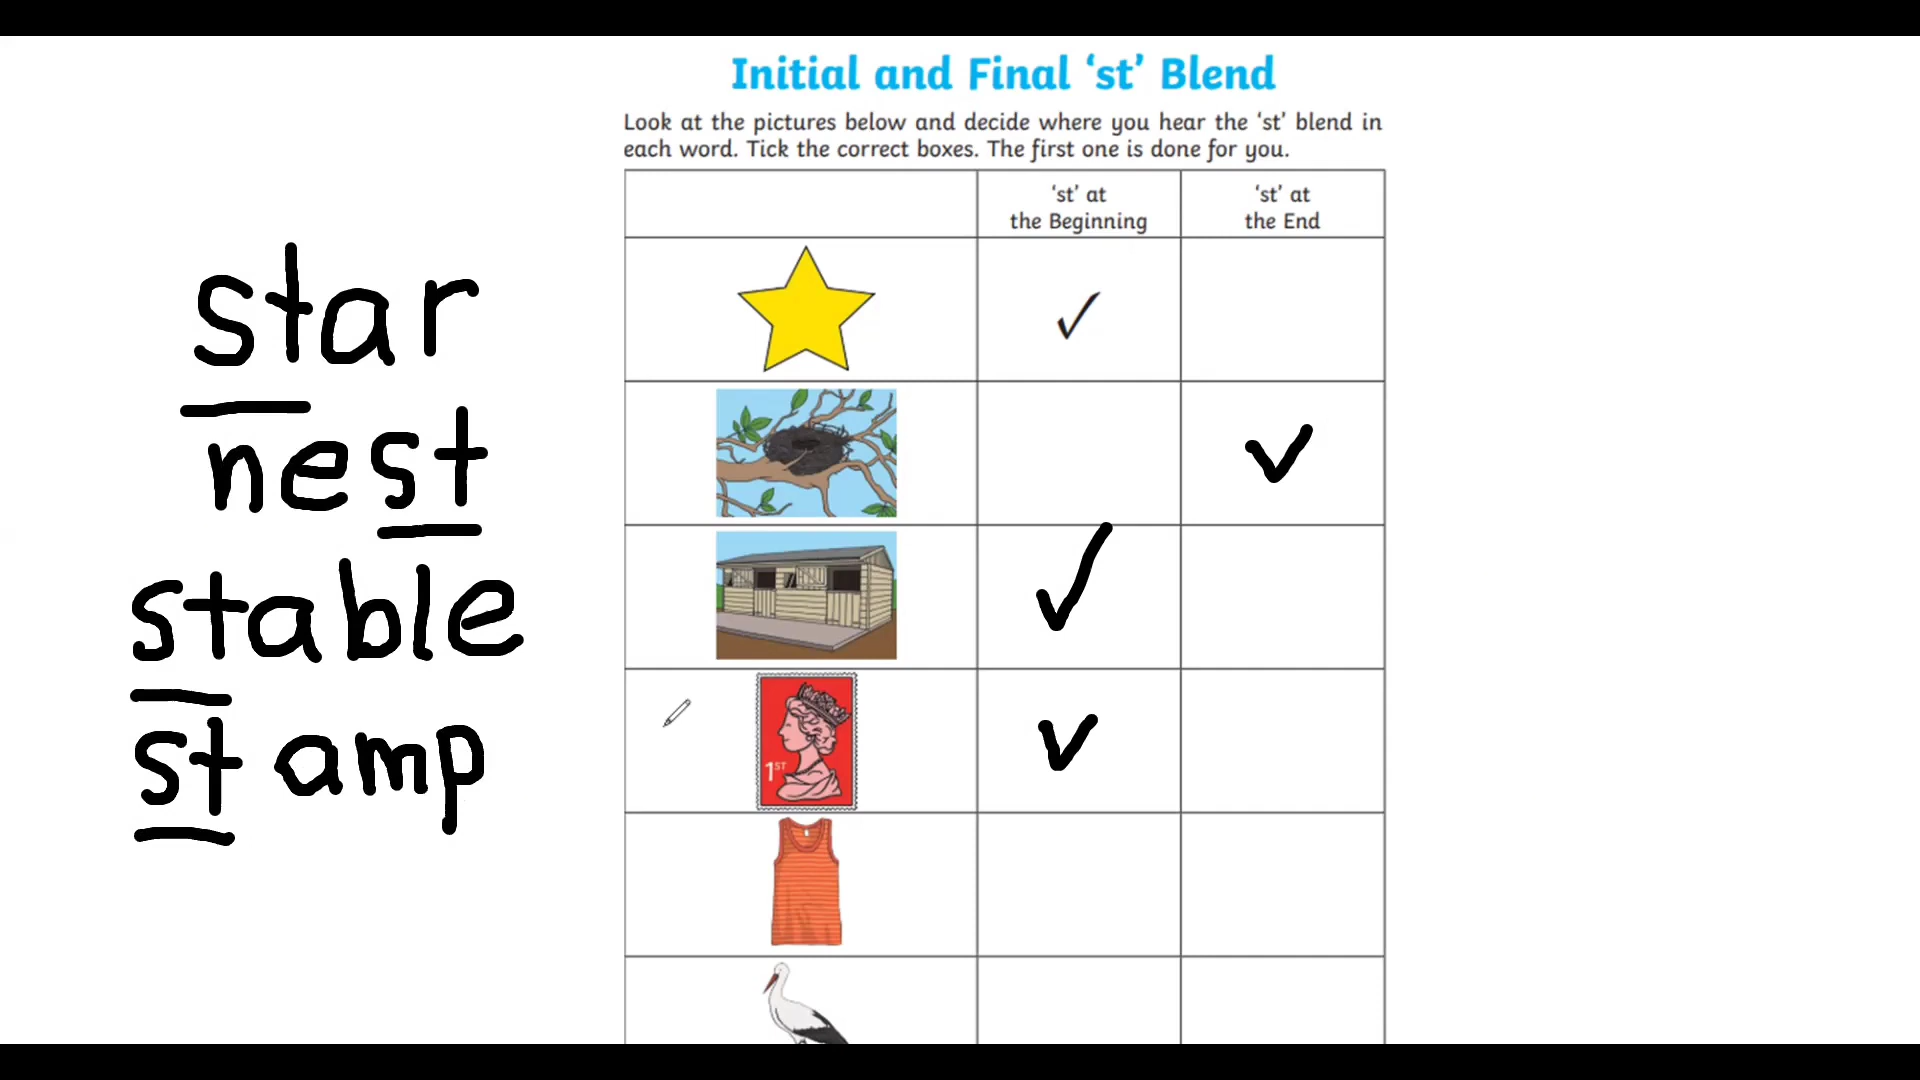 Initial and Final ‘st’ Blend
Look at the pictures below and decide where you hear the ‘st’ blend in
each word. Tick the correct boxes. The first one is done for you.
‘st’ at
the Beginning
‘st’ at
the End
star
nest
stable
stamp
1ST